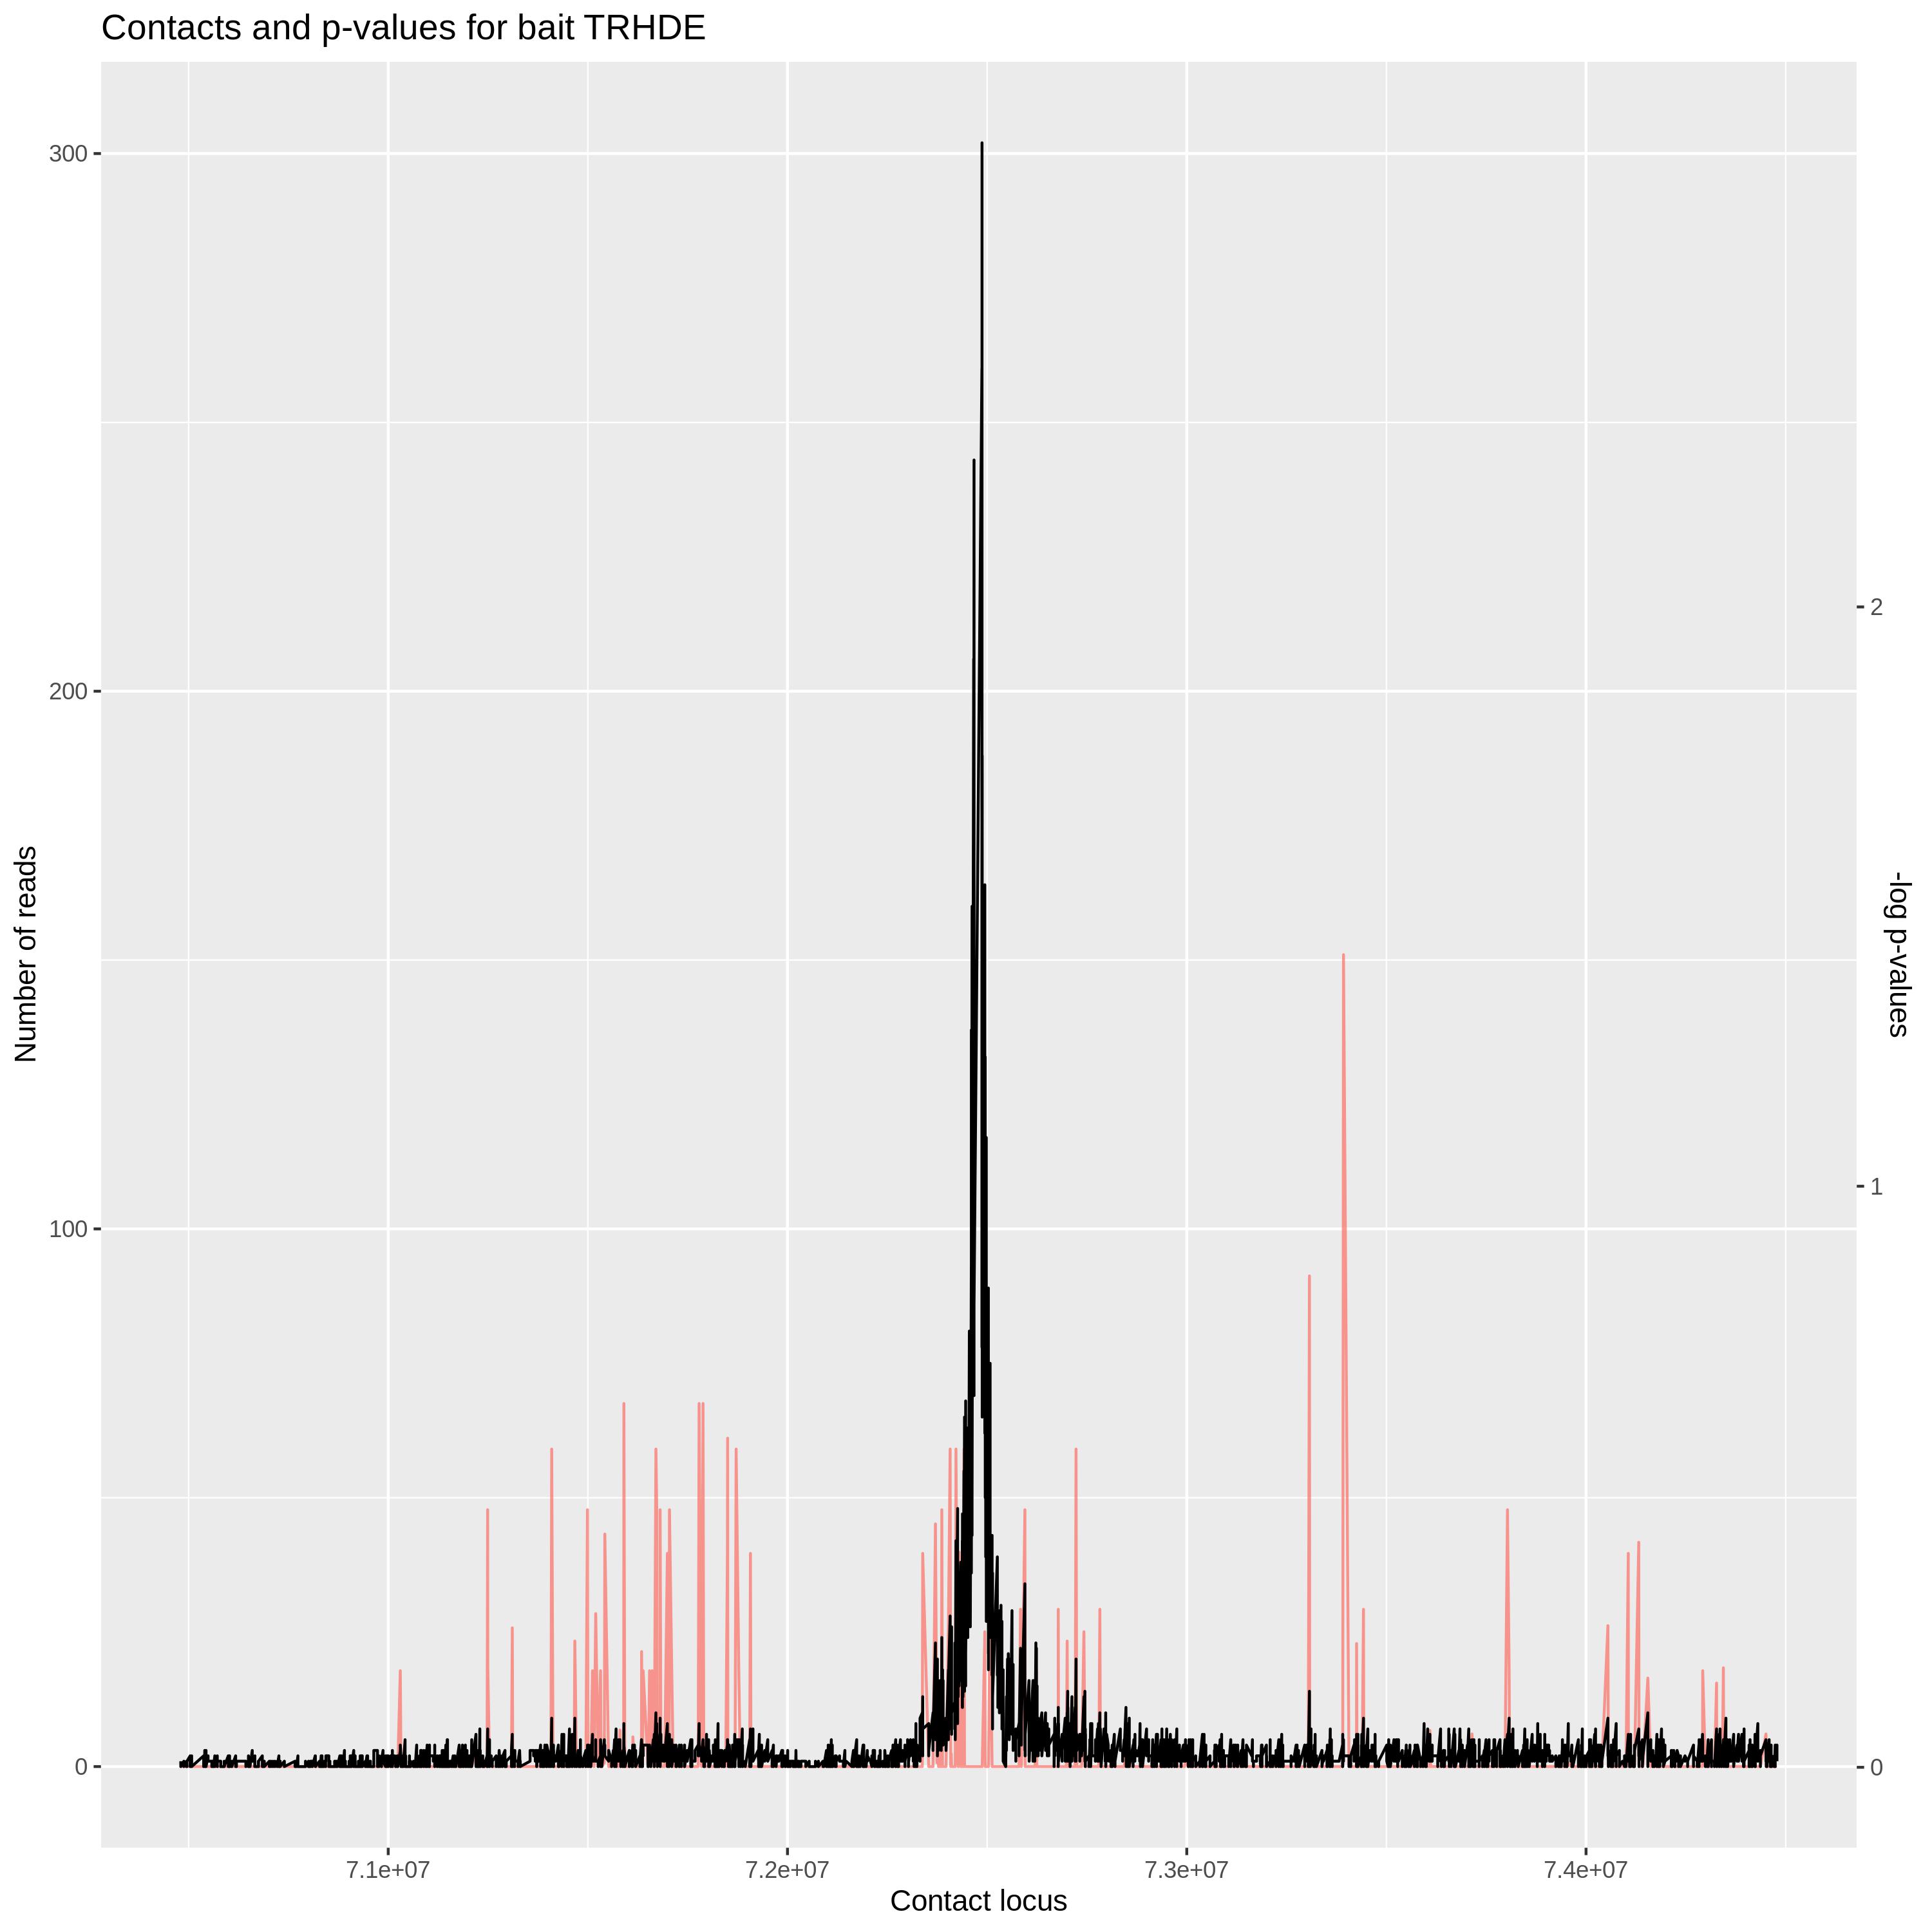 Contacts and p-values for bait TRHDE
300
200
100
0
Number of reads
2
1
0
-log p-values
7.1e+07 7.2e+07 7.3e+07 7.4e+07
Contact locus